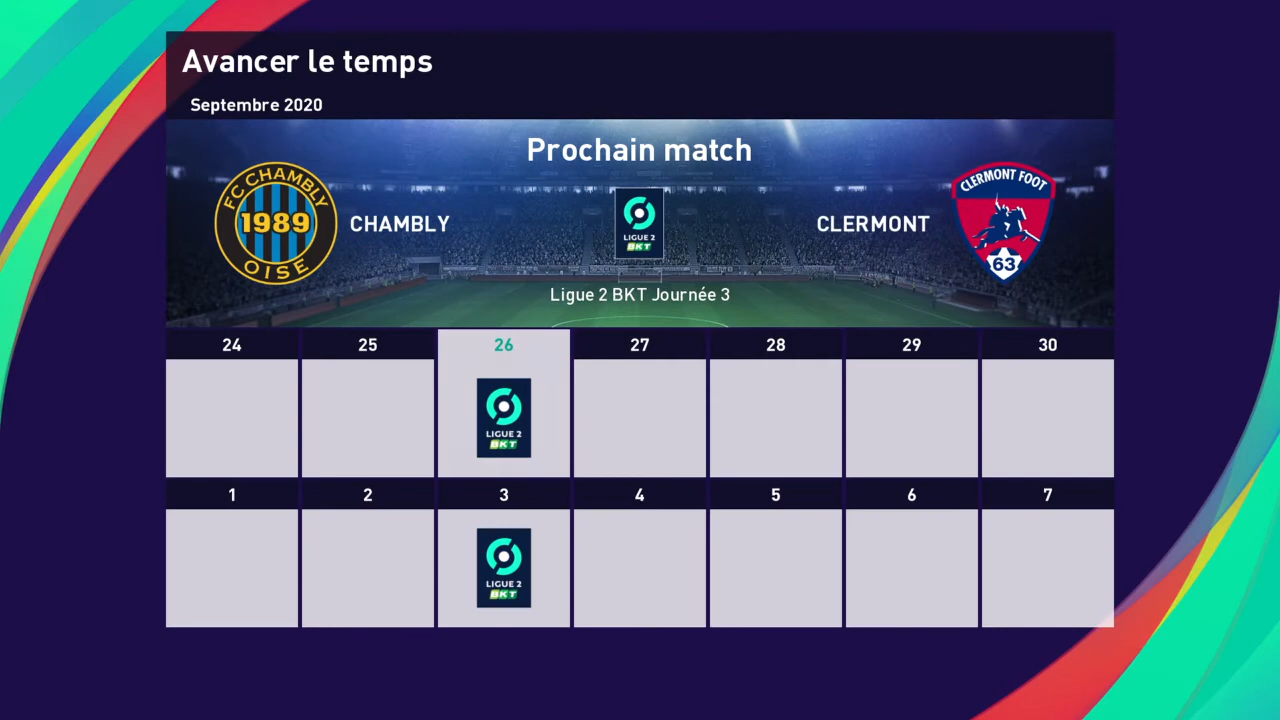 Avancer le temps
Septembre 2020
Prochain match
FC CHAMBLY
1989
OISE
CHAMBLY
LIGUE 2
BKT
CLERMONT
CLERMONT FOOT
63
Ligue 2 BKT Journée 3
24 25 26 27 28 29 30
LIGUE 2
BKT
1 2 3 4 5 6 7
LIGUE 2
BKT